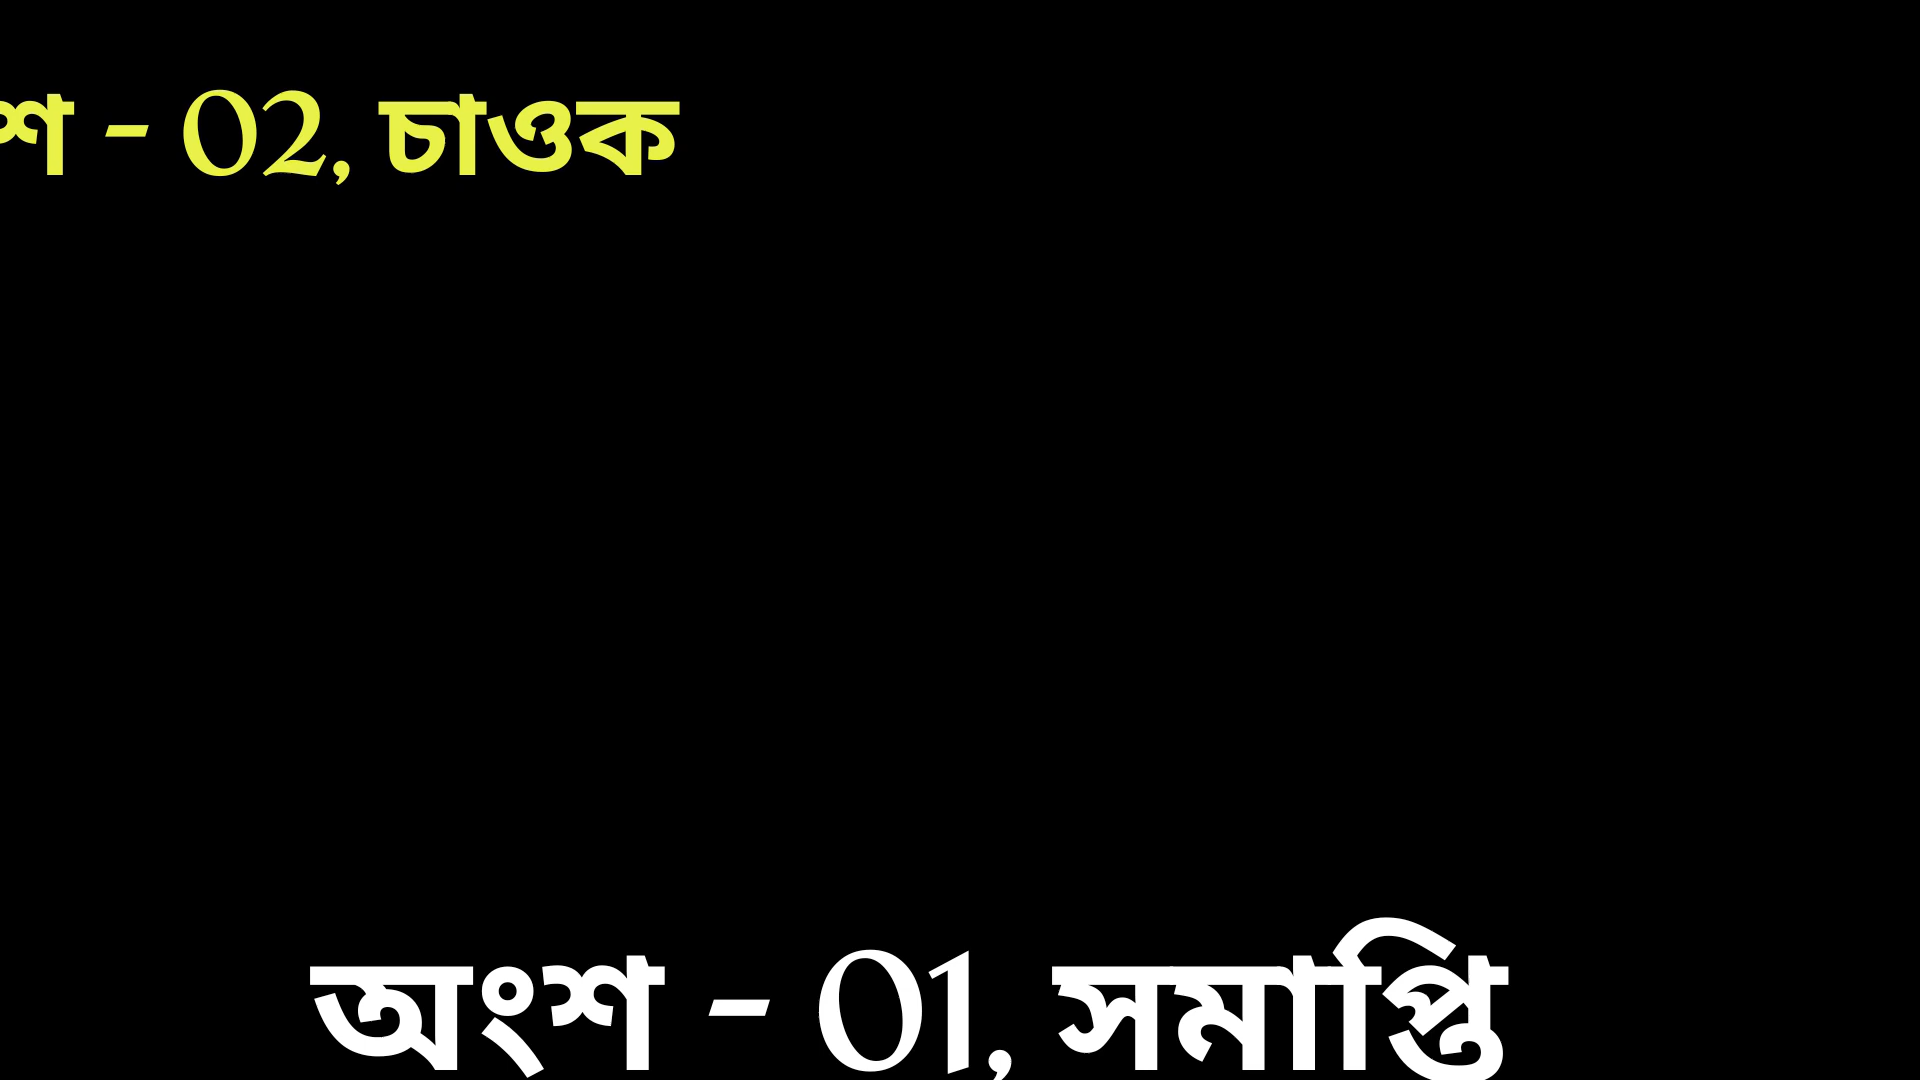 শ - 02, চাওক
অংশ - 01, সমাপ্তি